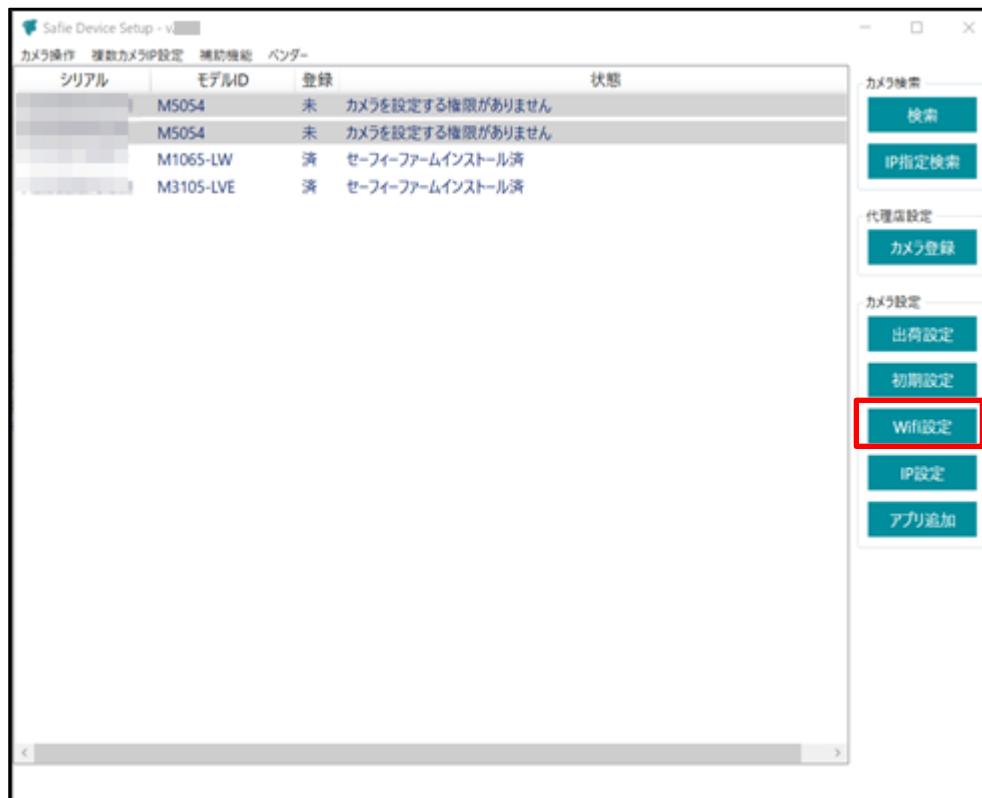 Safie Device Setup - v.
カメラ操作 複数カメラIP設定 補助機能 ベンダー
シリアル モデルID 登録 状態
M5054 未 カメラを設定する権限がありません
M5054 未 カメラを設定する権限がありません
M1065-LW 済 セーフィーファームインストール済
M3105-LVE 済 セーフィーファームインストール済
カメラ検索
検索
IP指定検索
代理店設定
カメラ登録
カメラ設定
出荷設定
初期設定
Wifi設定
IP設定
アプリ追加